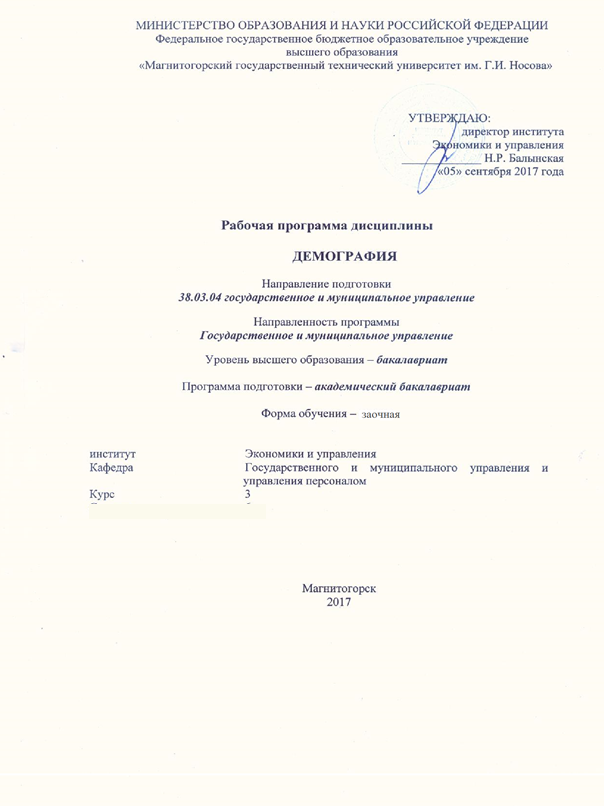 МИНИСТЕРСТВО ОБРАЗОВАНИЯ И НАУКИ РОССИЙСКОЙ ФЕДЕРАЦИИ
Федеральное государственное бюджетное образовательное учреждение
высшего образования
«Магнитогорский государственный технический университет им. Г.И. Носова»
УТВЕРЖДАЮ:
директор института
Экономики и управления
Н.Р. Балынская
«05» сентября 2017 года
Рабочая программа дисциплины
ДЕМОГРАФИЯ
Направление подготовки
38.03.04 государственное и муниципальное управление
Направленность программы
Государственное и муниципальное управление
Уровень высшего образования – бакалавриат
Программа подготовки – академический бакалавриат
Форма обучения – заочная
институт Экономики и управления
Кафедра Государственного и муниципального управления и
управления персоналом
Курс 3
Магнитогорск
2017